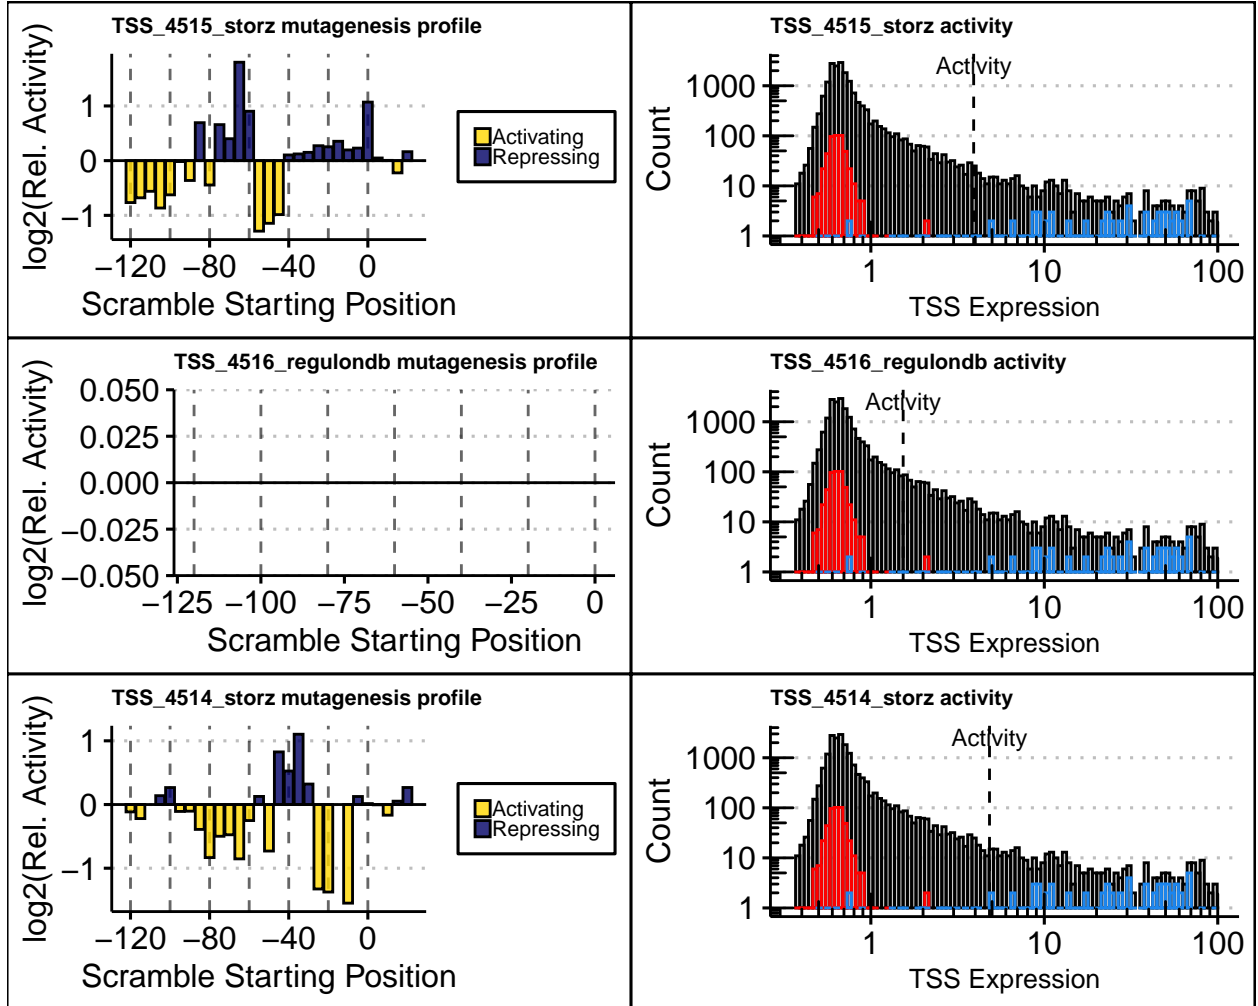 TSS_4515_storz mutagenesis profile
log2(Rel. Activity)
1
0
−1
−120 −80 −40 0
Scramble Starting Position
Activating
Repressing
TSS_4515_storz activity
Activity
Count
1000
100
10
1
1 10 100
TSS Expression
TSS_4516_regulondb mutagenesis profile
log2(Rel. Activity)
0.050
0.025
0.000
−0.025
−0.050
−125 −100 −75 −50 −25 0
Scramble Starting Position
TSS_4516_regulondb activity
Activity
Count
1000
100
10
1
1 10 100
TSS Expression
TSS_4514_storz mutagenesis profile
log2(Rel. Activity)
1
0
−1
−120 −80 −40 0
Scramble Starting Position
Activating
Repressing
TSS_4514_storz activity
Activity
Count
1000
100
10
1
1 10 100
TSS Expression